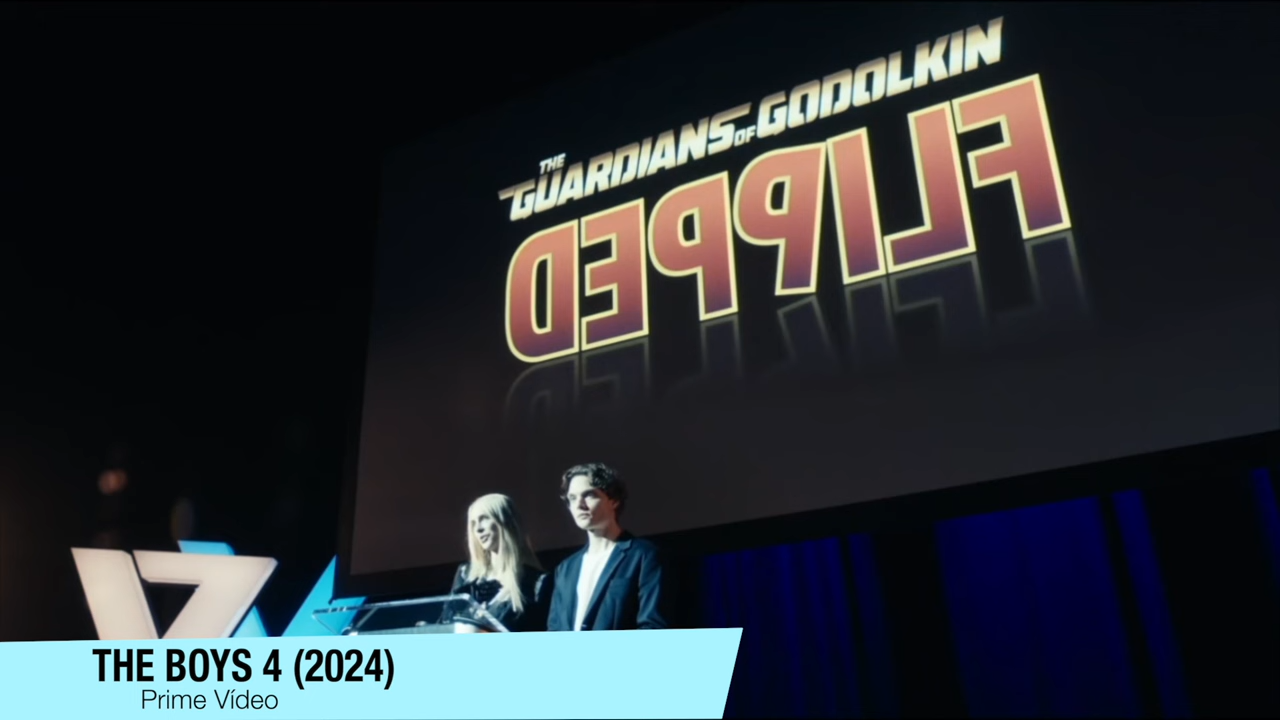 THE
GUARDIANS OF GODOLKIN
FLIPPED
V
THE BOYS 4 (2024)
Prime Vídeo